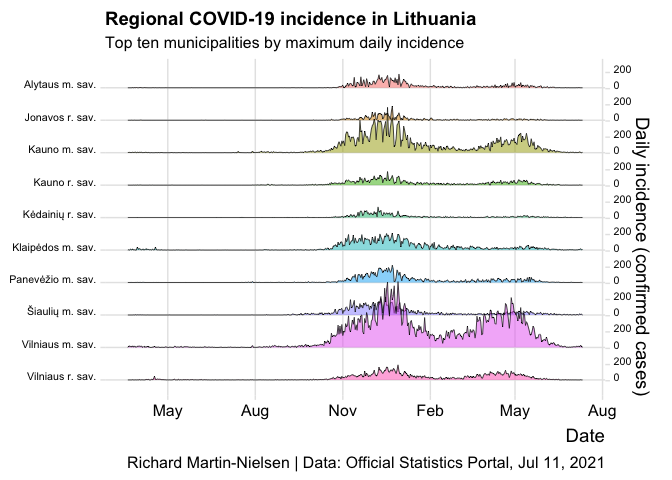 Regional COVID-19 incidence in Lithuania
Top ten municipalities by maximum daily incidence
Alytaus m. sav.
200
0
Jonavos r. sav.
200
0
Kauno m. sav.
200
0
Kauno r. sav.
200
0
Kėdainių r. sav.
200
0
Klaipėdos m. sav.
200
0
Panevėžio m. sav.
200
0
Šiaulių m. sav.
200
0
Vilniaus m. sav.
200
0
Vilniaus r. sav.
200
0
Daily incidence (confirmed cases)
May Aug Nov Feb May Aug
Date
Richard Martin-Nielsen | Data: Official Statistics Portal, Jul 11, 2021